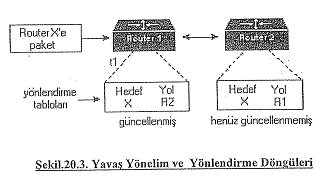 Router X'e
paket
Router 1
Router 2
t1
yönlendirme
tabloları
Hedef Yol
X R2
Hedef Yol
X R1
güncellenmiş
henüz güncellenmemiş
Şekil.20.3. Yavaş Yönelim ve Yönlendirme Döngüleri